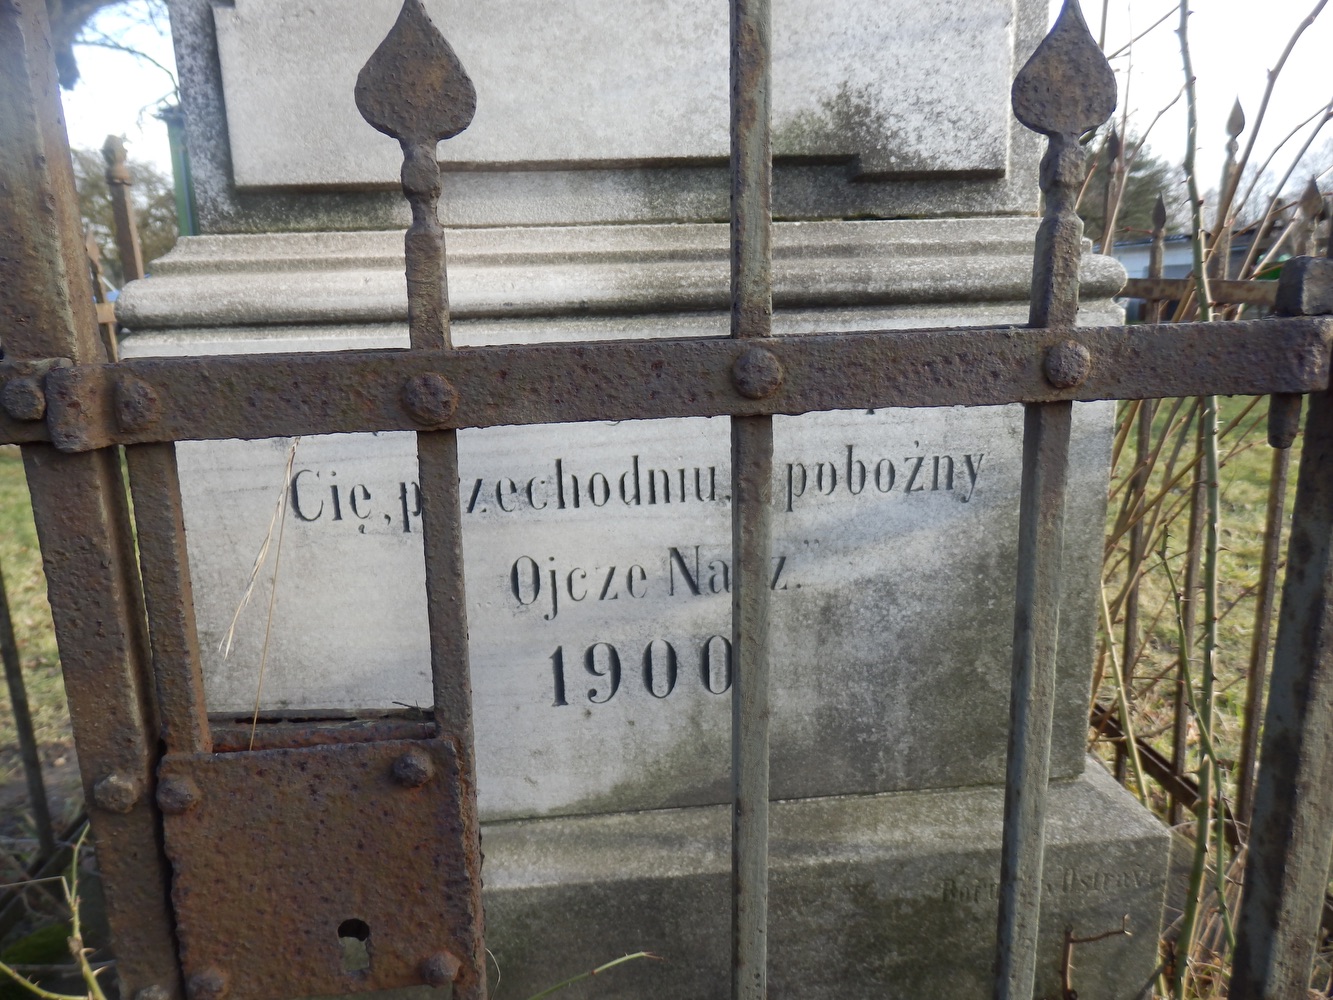 Cię, przechodniu, pobożny
„Ojcze Nasz."
1900